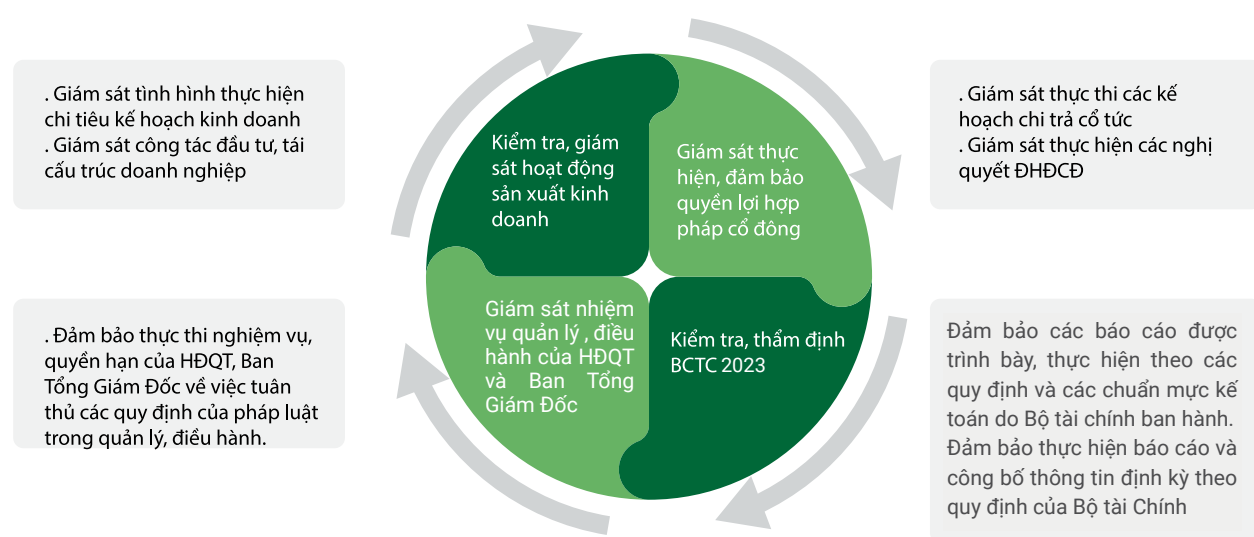 . Giám sát tình hình thực hiện
chi tiêu kế hoạch kinh doanh
. Giám sát công tác đầu tư, tái
cấu trúc doanh nghiệp
Kiểm tra, giám
sát hoạt động
sản xuất kinh
doanh
Giám sát thực
hiện, đảm bảo
quyền lợi hợp
pháp cổ đông
. Giám sát thực thi các kế
hoạch chi trả cổ tức
. Giám sát thực hiện các nghị
quyết ĐHĐCĐ
. Đảm bảo thực thi nghiệm vụ,
quyền hạn của HĐQT, Ban
Tổng Giám Đốc về việc tuân
thủ các quy định của pháp luật
trong quản lý, điều hành.
Giám sát nhiệm
vụ quản lý , điều
hành của HĐQT
và Ban Tổng
Giám Đốc
Kiểm tra, thẩm định
BCTC 2023
Đảm bảo các báo cáo được
trình bày, thực hiện theo các
quy định và các chuẩn mực kế
toán do Bộ tài chính ban hành.
Đảm bảo thực hiện báo cáo và
công bố thông tin định kỳ theo
quy định của Bộ tài Chính